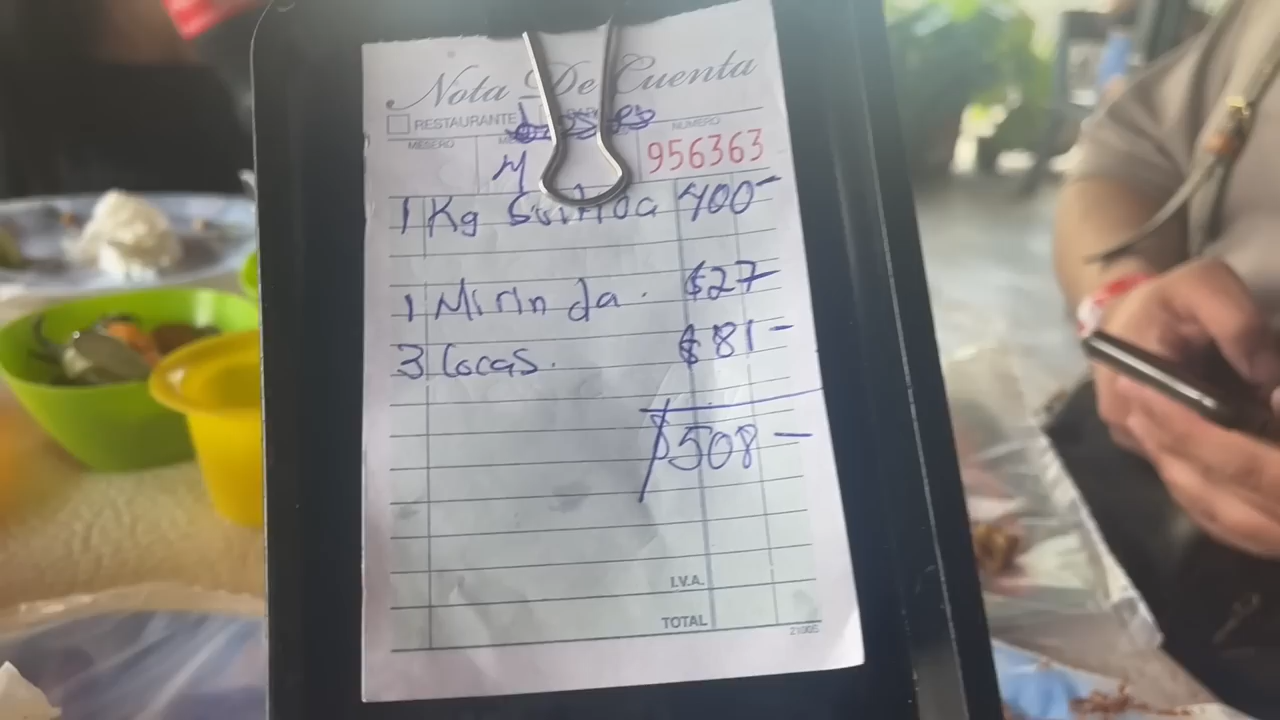 Nota De Cuenta
RESTAURANTE
MESERO
NUMERO
M
956363
1 Kg 400-
1 Mirinda. $27
3 Cocas. $81-
$508-
I.V.A.
TOTAL